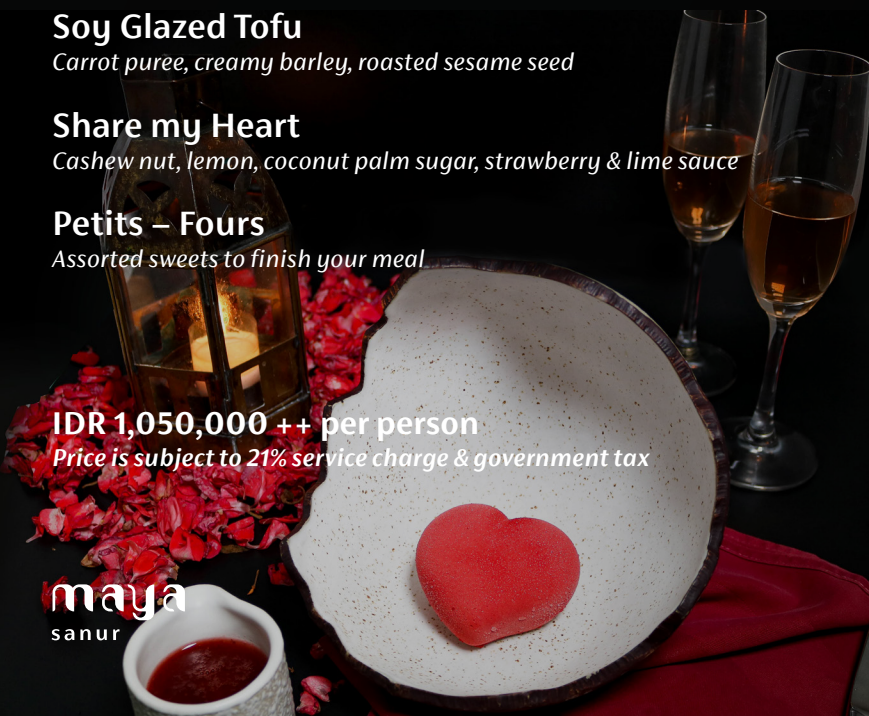 Soy Glazed Tofu
Carrot puree, creamy barley, roasted sesame seed
Share my Heart
Cashew nut, lemon, coconut palm sugar, strawberry & lime sauce
Petits – Fours
Assorted sweets to finish your meal
IDR 1,050,000 ++ per person
Price is subject to 21% service charge & government tax
maya
sanur